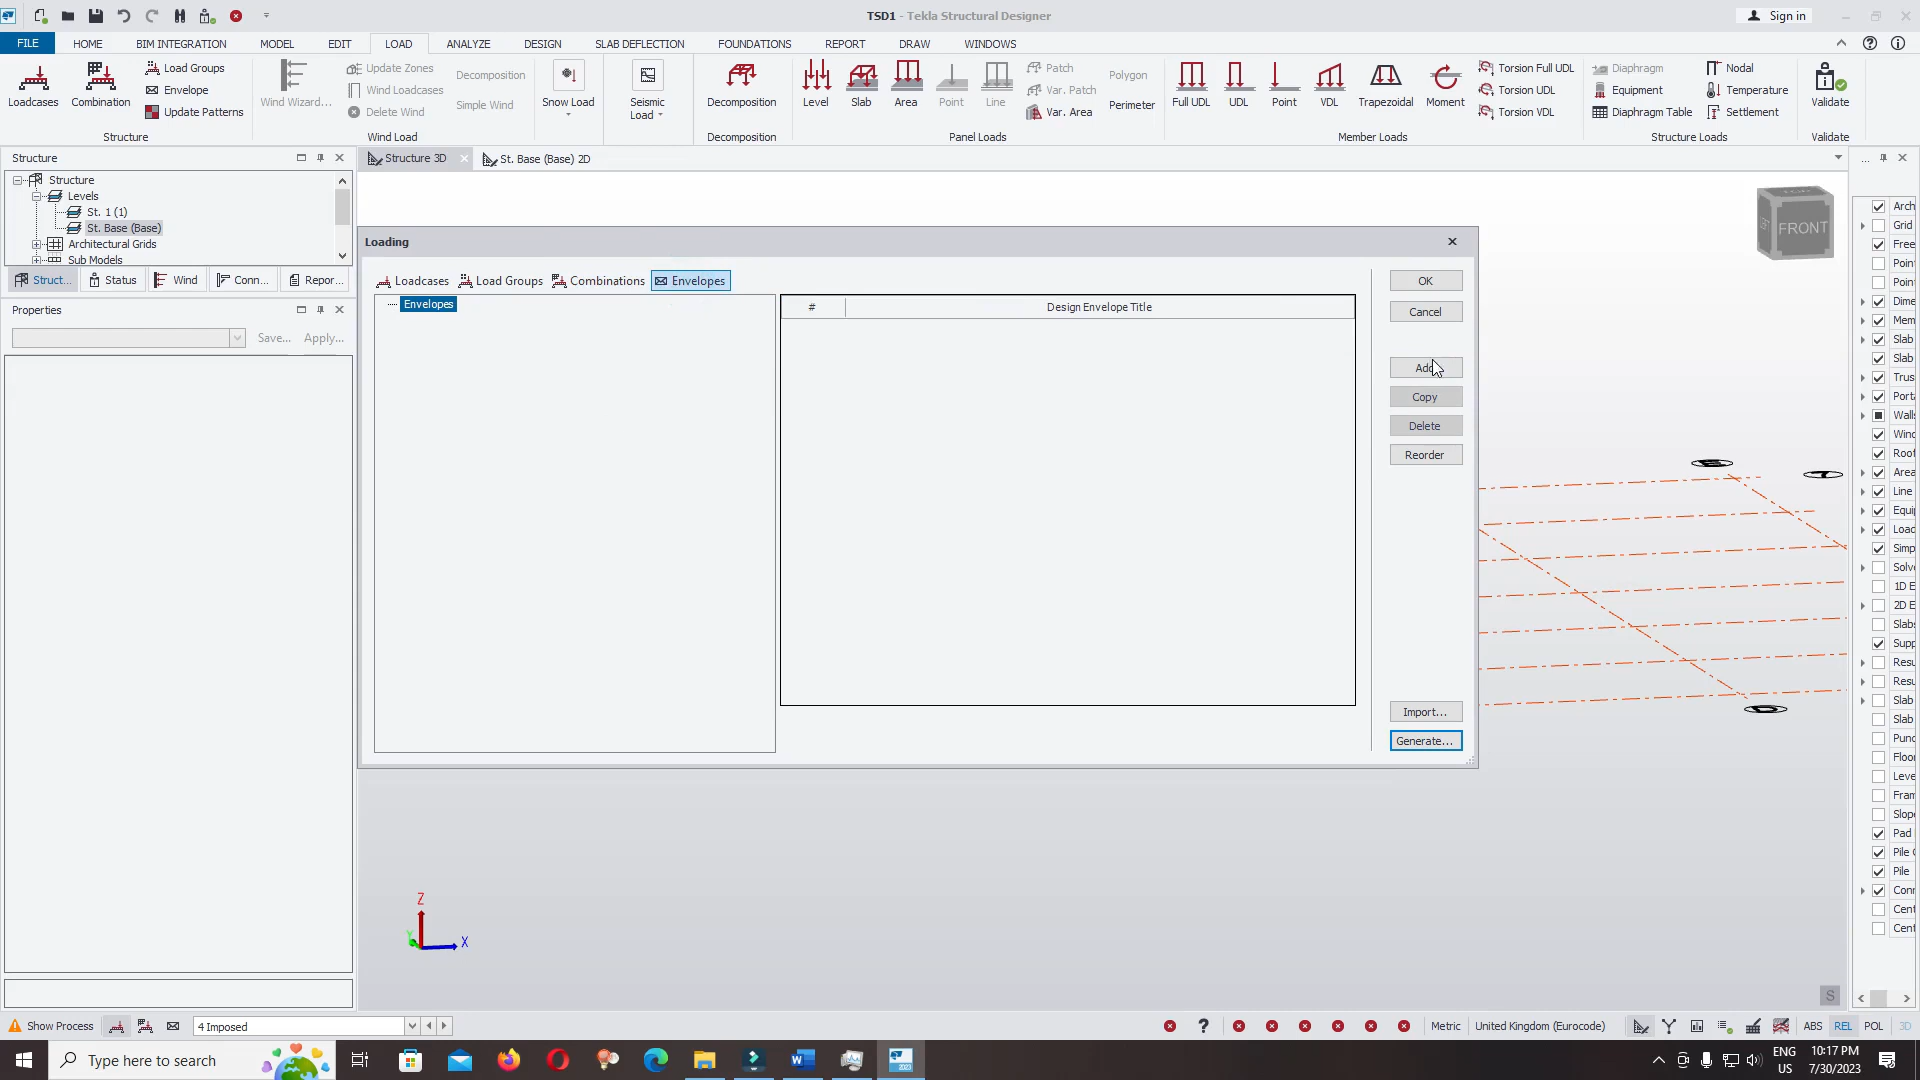 TSD1 - Tekla Structural Designer
Sign in
FILE
HOME
BIM INTEGRATION
MODEL
EDIT
LOAD
ANALYZE
DESIGN
SLAB DEFLECTION
FOUNDATIONS
REPORT
DRAW
WINDOWS
Loadcases
Combination
Load Groups
Envelope
Update Patterns
Structure
Wind Wizard...
Update Zones
Wind Loadcases
Delete Wind
Decomposition
Simple Wind
Wind Load
Snow Load
Seismic Load
Decomposition
Decomposition
Level
Slab
Area
Point
Line
Patch
Var. Patch
Var. Area
Polygon
Perimeter
Panel Loads
Full UDL
UDL
Point
VDL
Trapezoidal
Moment
Torsion Full UDL
Torsion UDL
Torsion VDL
Member Loads
Diaphragm
Equipment
Diaphragm Table
Nodal
Temperature
Settlement
Structure Loads
Validate
Validate
Structure
Structure
Levels
St. 1 (1)
St. Base (Base)
Architectural Grids
Sub Models
Struct...
Status
Wind
Conn...
Repor...
Properties
Save...
Apply...
Structure 3D
St. Base (Base) 2D
FRONT
Loading
Loadcases
Load Groups
Combinations
Envelopes
Envelopes
#
Design Envelope Title
OK
Cancel
Add
Copy
Delete
Reorder
Import...
Generate...
Z
Y
X
S
Arch
Grid
Free
Poin
Poin
Dime
Mem
Slab
Slab
Trus
Port
Walls
Wind
Roof
Area
Line
Equi
Load
Simp
Solve
1D E
2D E
Slabs
Supp
Resu
Resu
Slab
Slab
Punc
Floor
Leve
Fram
Slope
Pad
Pile C
Pile
Conn
Cent
Cent
Show Process
4 Imposed
Metric
United Kingdom (Eurocode)
ABS
REL
POL
3D
Type here to search
ENG
US
10:17 PM
7/30/2023